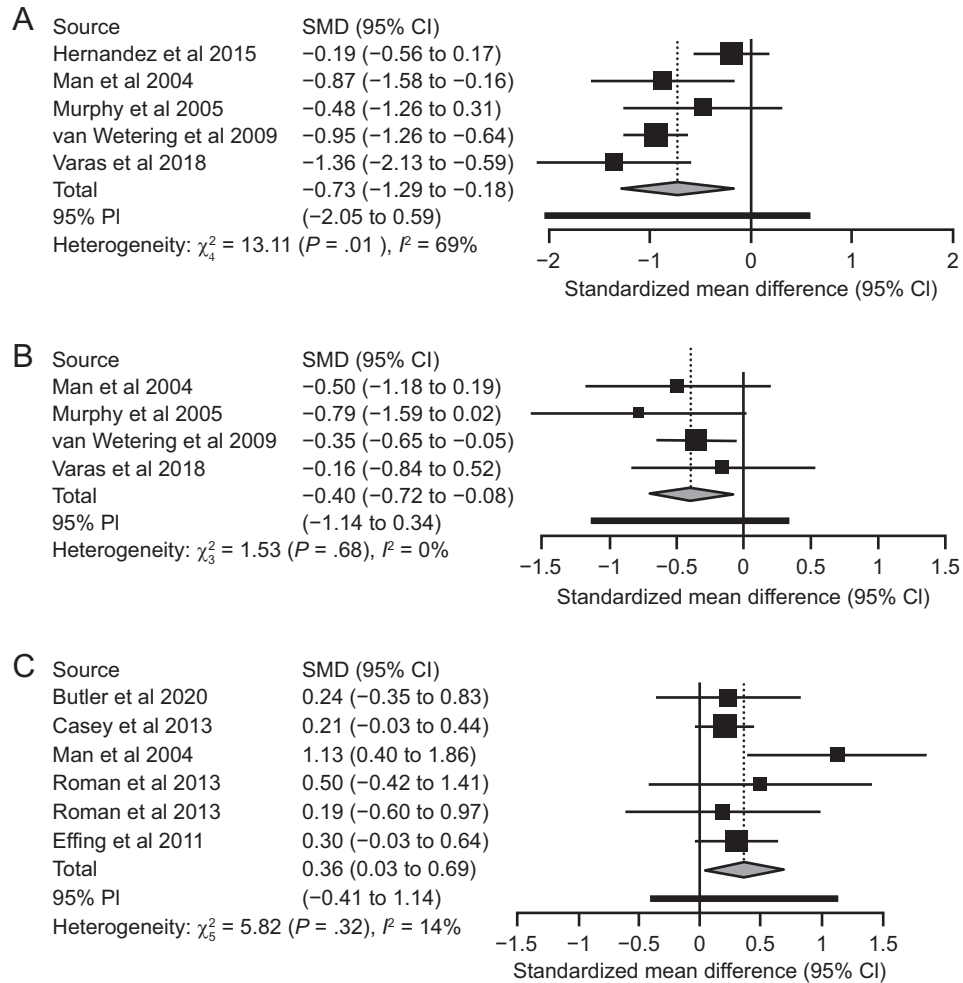 A
Source SMD (95% CI)
Hernandez et al 2015 −0.19 (−0.56 to 0.17)
Man et al 2004 −0.87 (−1.58 to −0.16)
Murphy et al 2005 −0.48 (−1.26 to 0.31)
van Wetering et al 2009 −0.95 (−1.26 to −0.64)
Varas et al 2018 −1.36 (−2.13 to −0.59)
Total −0.73 (−1.29 to −0.18)
95% PI (−2.05 to 0.59)
Heterogeneity: χ²₄ = 13.11 (P = .01 ), I² = 69%
−2 −1 0 1 2
Standardized mean difference (95% CI)
B
Source SMD (95% CI)
Man et al 2004 −0.50 (−1.18 to 0.19)
Murphy et al 2005 −0.79 (−1.59 to 0.02)
van Wetering et al 2009 −0.35 (−0.65 to −0.05)
Varas et al 2018 −0.16 (−0.84 to 0.52)
Total −0.40 (−0.72 to −0.08)
95% PI (−1.14 to 0.34)
Heterogeneity: χ²₃ = 1.53 (P = .68), I² = 0%
−1.5 −1 −0.5 0 0.5 1 1.5
Standardized mean difference (95% CI)
C
Source SMD (95% CI)
Butler et al 2020 0.24 (−0.35 to 0.83)
Casey et al 2013 0.21 (−0.03 to 0.44)
Man et al 2004 1.13 (0.40 to 1.86)
Roman et al 2013 0.50 (−0.42 to 1.41)
Roman et al 2013 0.19 (−0.60 to 0.97)
Effing et al 2011 0.30 (−0.03 to 0.64)
Total 0.36 (0.03 to 0.69)
95% PI (−0.41 to 1.14)
Heterogeneity: χ²₅ = 5.82 (P = .32), I² = 14%
−1.5 −1 −0.5 0 0.5 1 1.5
Standardized mean difference (95% CI)